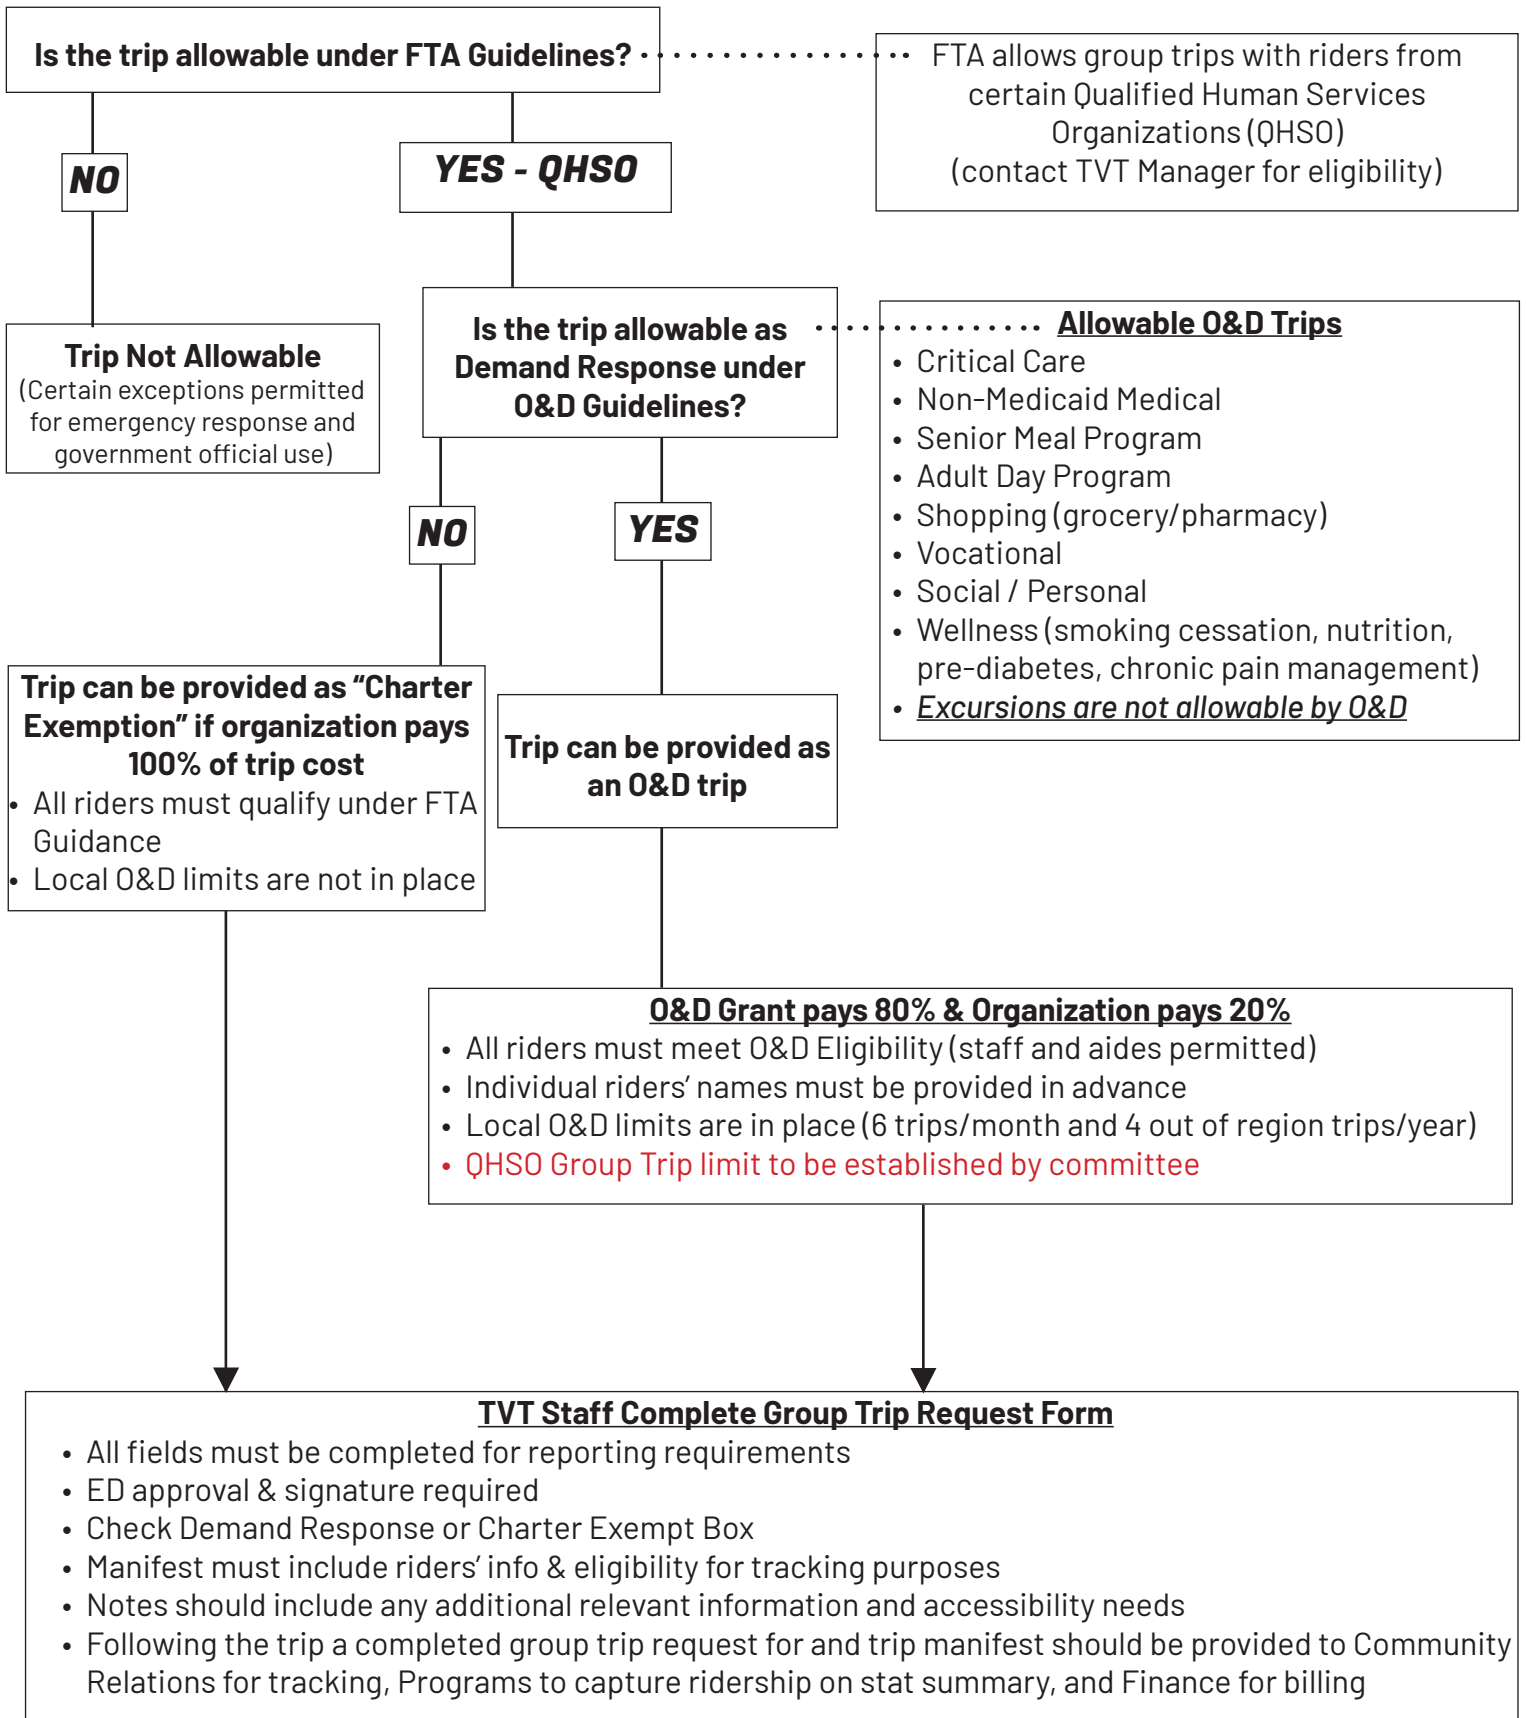 Is the trip allowable under FTA Guidelines?
FTA allows group trips with riders from
certain Qualified Human Services
Organizations (QHSO)
(contact TVT Manager for eligibility)
NO
YES - QHSO
Trip Not Allowable
(Certain exceptions permitted
for emergency response and
government official use)
Is the trip allowable as
Demand Response under
O&D Guidelines?
Allowable O&D Trips
• Critical Care
• Non-Medicaid Medical
• Senior Meal Program
• Adult Day Program
• Shopping (grocery/pharmacy)
• Vocational
• Social / Personal
• Wellness (smoking cessation, nutrition,
pre-diabetes, chronic pain management)
• Excursions are not allowable by O&D
NO
YES
Trip can be provided as “Charter
Exemption” if organization pays
100% of trip cost
• All riders must qualify under FTA
Guidance
• Local O&D limits are not in place
Trip can be provided as
an O&D trip
O&D Grant pays 80% & Organization pays 20%
• All riders must meet O&D Eligibility (staff and aides permitted)
• Individual riders’ names must be provided in advance
• Local O&D limits are in place (6 trips/month and 4 out of region trips/year)
• QHSO Group Trip limit to be established by committee
TVT Staff Complete Group Trip Request Form
• All fields must be completed for reporting requirements
• ED approval & signature required
• Check Demand Response or Charter Exempt Box
• Manifest must include riders’ info & eligibility for tracking purposes
• Notes should include any additional relevant information and accessibility needs
• Following the trip a completed group trip request for and trip manifest should be provided to Community
Relations for tracking, Programs to capture ridership on stat summary, and Finance for billing